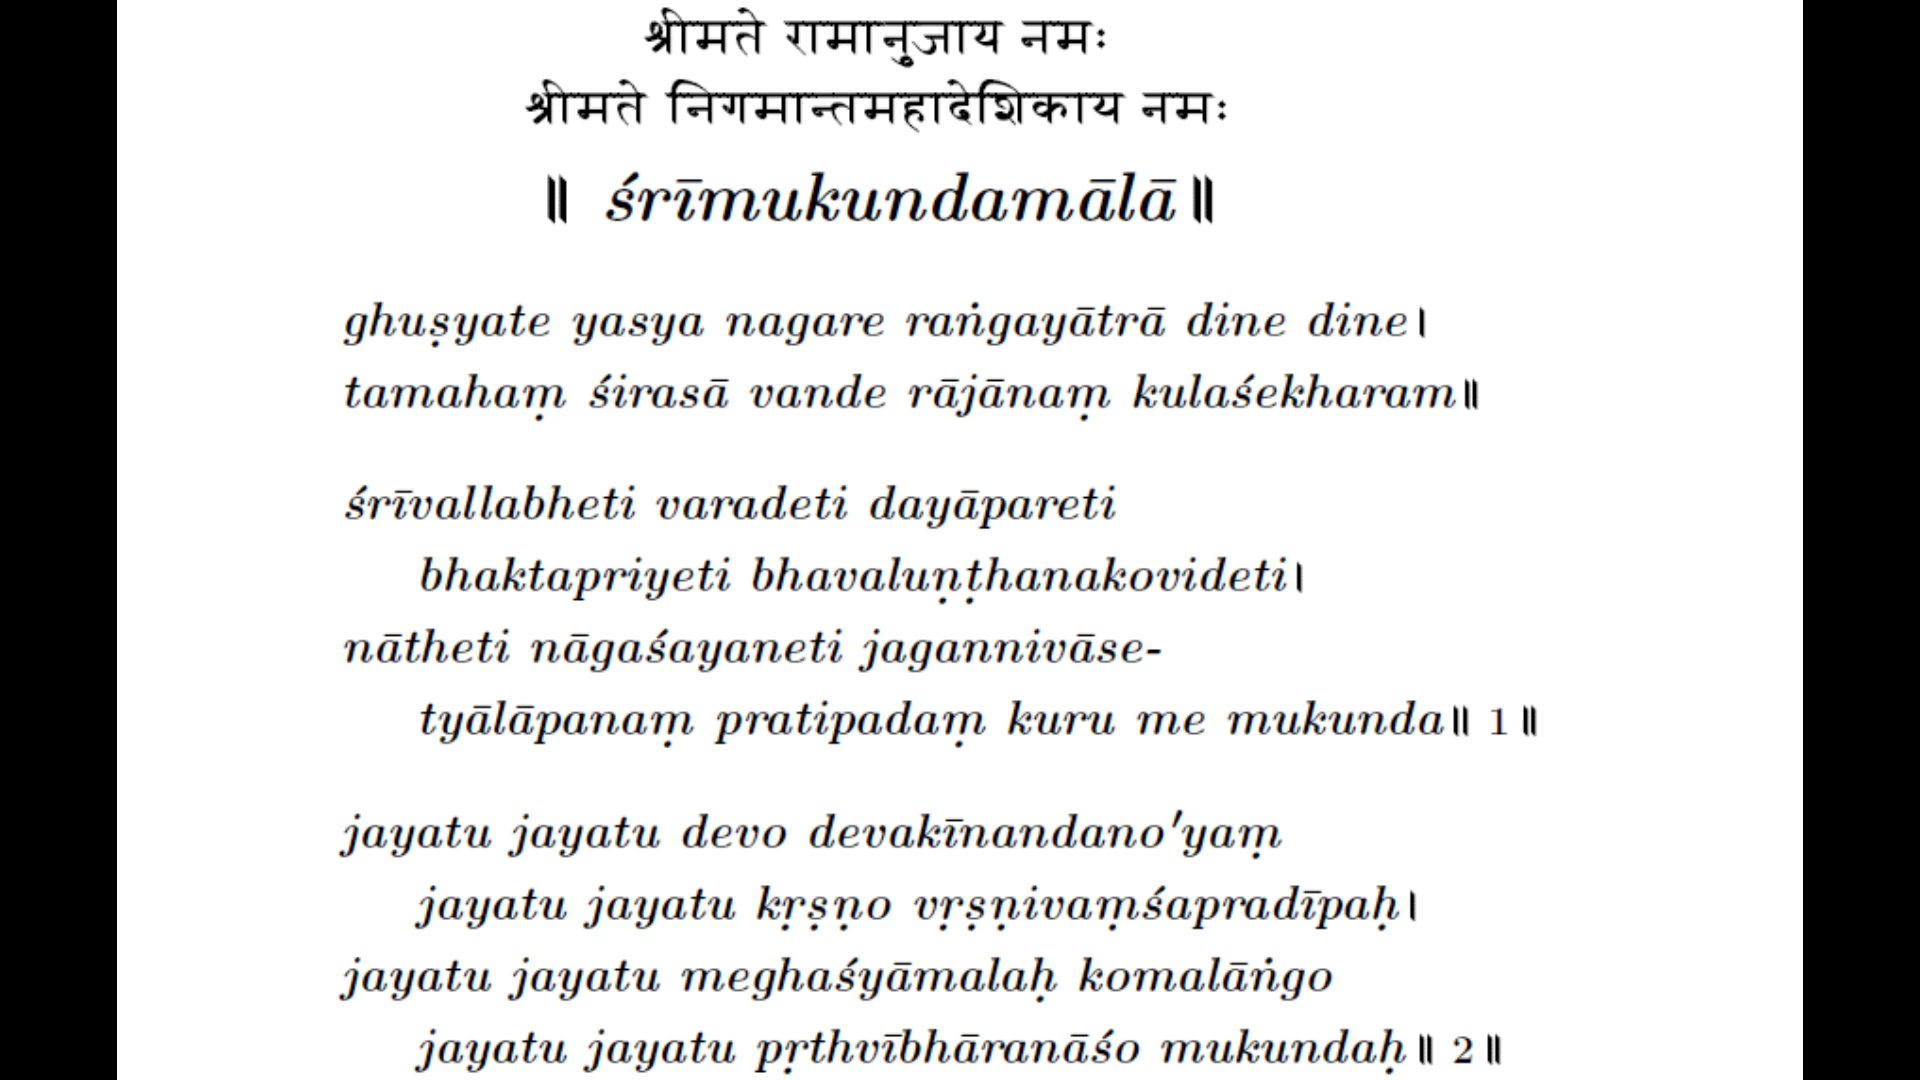 श्रीमते रामानुजाय नमः
श्रीमते निगमान्तमहादेशिकाय नमः
॥ śrīmukundamālā॥
ghuṣyate yasya nagare raṅgayātrā dine dine।
tamahaṃ śirasā vande rājānaṃ kulaśekharam॥
śrīvallabheti varadeti dayāpareti
bhaktapriyeti bhavaluṇṭhanakovideti।
nātheti nāgaśayaneti jagannivāse-
tyālāpanaṃ pratipadaṃ kuru me mukunda॥ 1॥
jayatu jayatu devo devakīnandano'yaṃ
jayatu jayatu kṛṣṇo vṛṣṇivaṃśapradīpaḥ।
jayatu jayatu meghaśyāmalaḥ komalāṅgo
jayatu jayatu pṛthvībhāranāśo mukundaḥ॥ 2॥